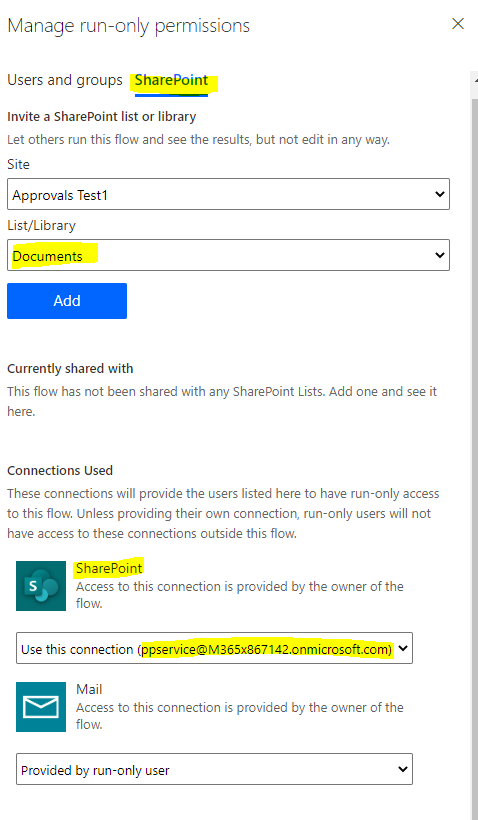 Manage run-only permissions
Users and groups SharePoint
Invite a SharePoint list or library
Let others run this flow and see the results, but not edit in any way.
Site
Approvals Test1
List/Library
Documents
Add
Currently shared with
This flow has not been shared with any SharePoint Lists. Add one and see it
here.
Connections Used
These connections will provide the users listed here to have run-only access
to this flow. Unless providing their own connection, run-only users will not
have access to these connections outside this flow.
S
SharePoint
Access to this connection is provided by the owner of the
flow.
Use this connection (ppservice@M365x867142.onmicrosoft.com)
Mail
Access to this connection is provided by the owner of the
flow.
Provided by run-only user